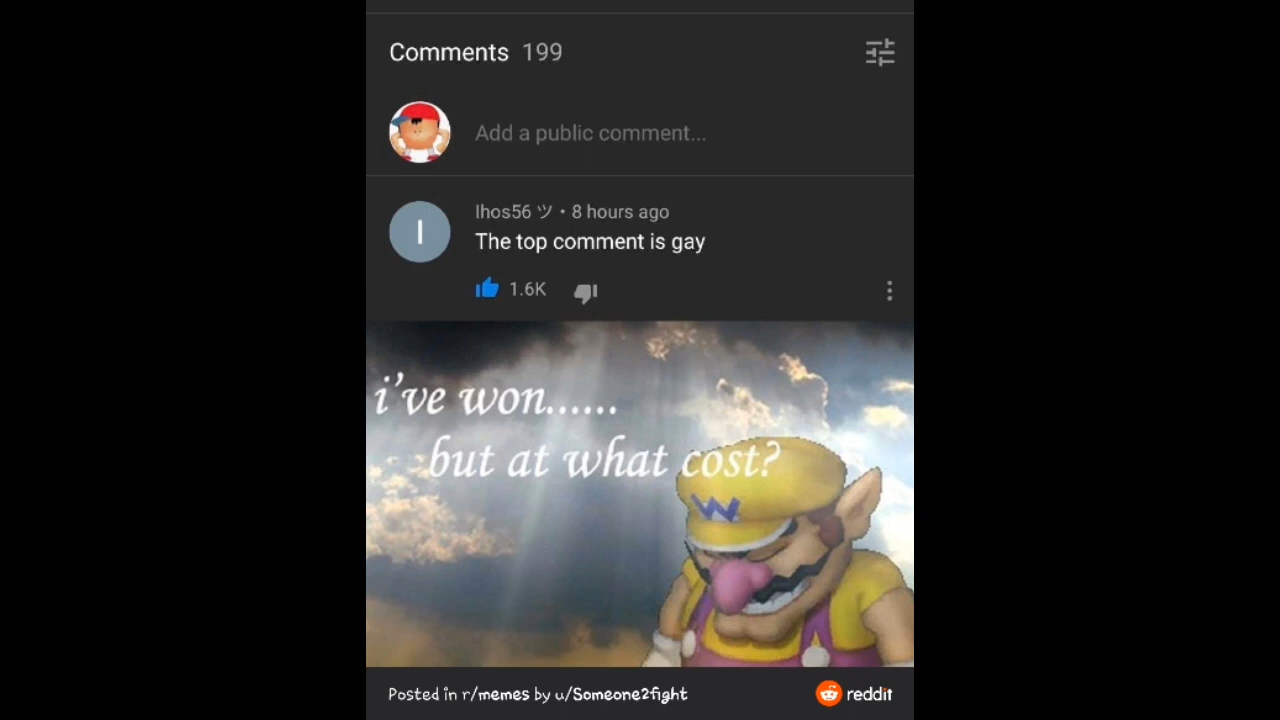 Comments 199
Add a public comment...
I
Ihos56 ツ • 8 hours ago
The top comment is gay
1.6K
i've won......
but at what cost?
W
Posted in r/memes by u/Someone2fight
reddit